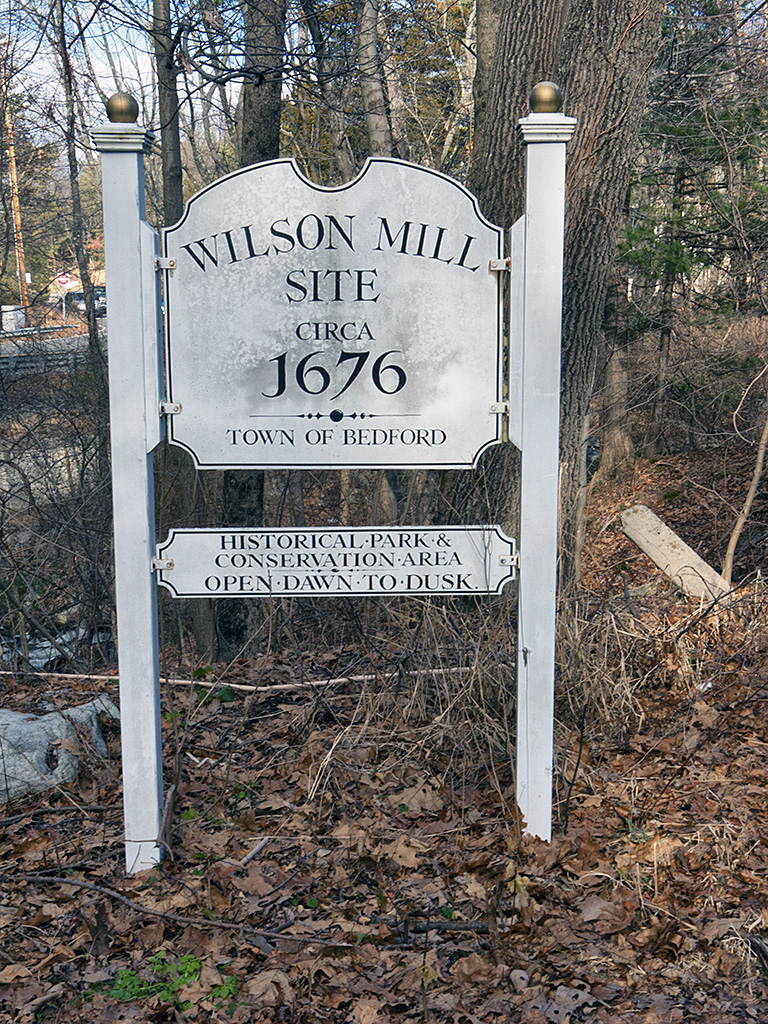 WILSON MILL
SITE
CIRCA
1676
TOWN OF BEDFORD
HISTORICAL·PARK·&
CONSERVATION·AREA
OPEN·DAWN·TO·DUSK.